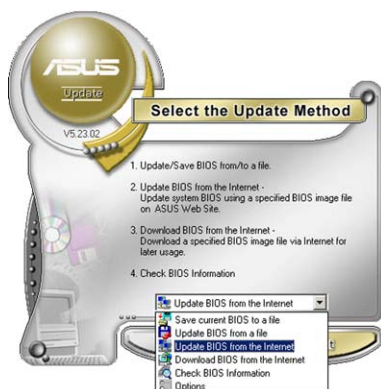 ASUS
Update
Select the Update Method
V5.23.02
1. Update/Save BIOS from/to a file.
2. Update BIOS from the Internet -
Update system BIOS using a specified BIOS image file
on ASUS Web Site.
3. Download BIOS from the Internet -
Download a specified BIOS image file via Internet for
later usage.
4. Check BIOS Information
Update BIOS from the Internet
Save current BIOS to a file
Update BIOS from a file
Update BIOS from the Internet
Download BIOS from the Internet
Check BIOS Information
Options